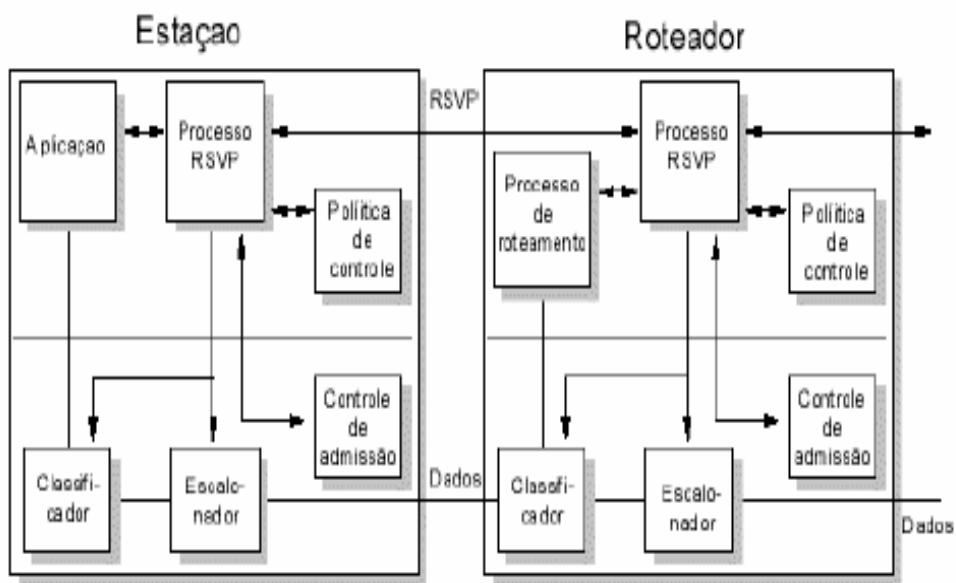 Estaçao
Roteador
Aplicaçao
Processo
RSVP
Política
de
controle
Controle
de
admissão
Classifi-
cador
Escalo-
nador
RSVP
Dados
Processo
RSVP
Processo
de
roteamento
Política
de
controle
Controle
de
admissão
Classifi-
cador
Escalo-
nador
Dados